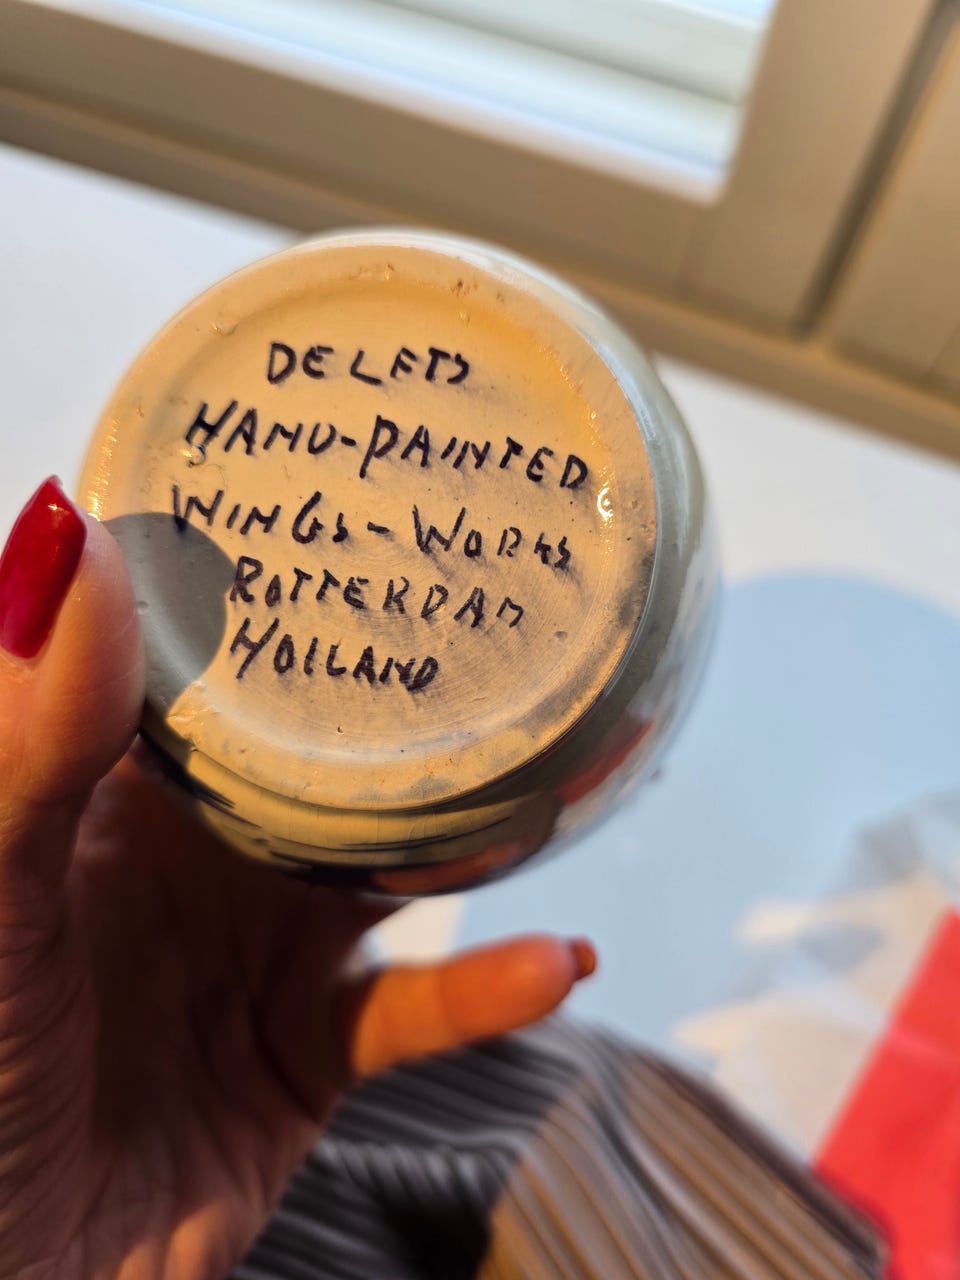 DELFTS
HAND-PAINTED
WINGS-WORKS
ROTTERDAM
HOLLAND